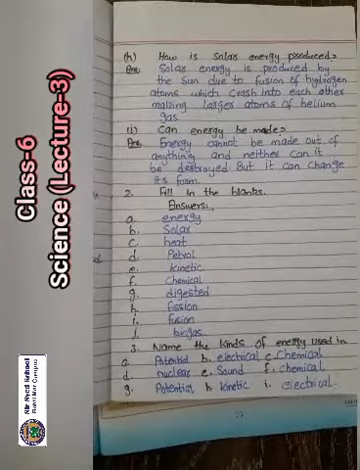 Class-6
Science (Lecture-3)
(h) How is Solar energy produced?
Ans. Solar energy is produced by
the Sun due to fusion of hydrogen
atoms which crash into each other
making larger atoms of helium
gas.
(i) Can energy be made?
Ans. Energy cannot be made out of
anything and neither can it
be destroyed But it can change
its form.
2. Fill in the blanks.
Answers:
a. energy
b. Solar
c. heat
d. Petrol
e. kinetic
f. Chemical
g. digested
h. fission
i. fusion
j. biogas
3. Name the kinds of energy used in
a. Potential b. electrical c. Chemical
d. nuclear e. Sound f. chemical
g. Potential h. kinetic i. electrical.